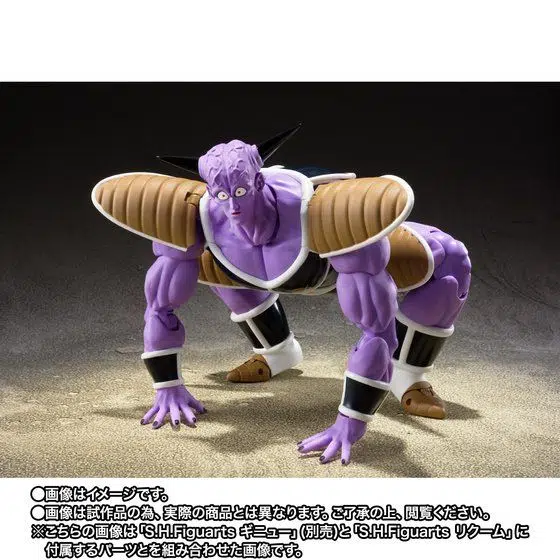 ●画像はイメージです。
●画像は試作品の為、実際の商品とは異なります。ご了承の上、閲覧ください。
※こちらの画像は「S.H.Figuarts ギニュー」(別売)と「S.H.Figuarts リクーム」に
付属するパーツとを組み合わせた画像です。